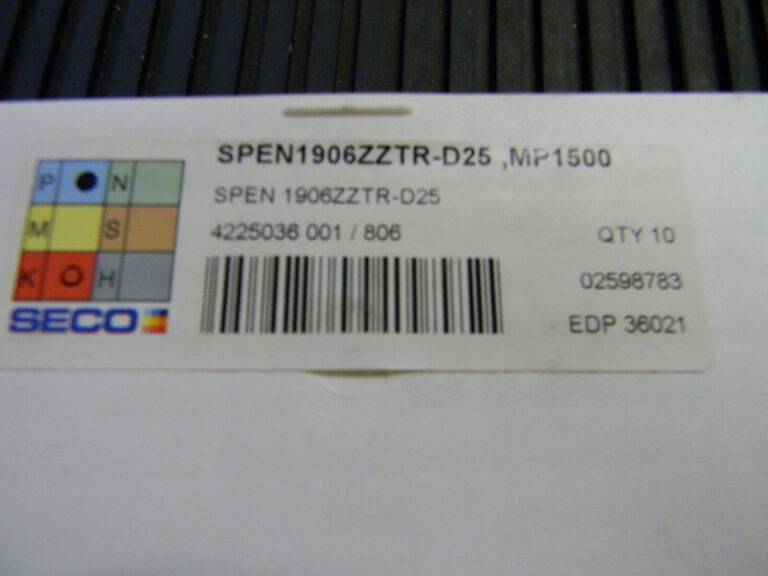 SPEN1906ZZTR-D25 ,MP1500
SPEN 1906ZZTR-D25
4225036 001 / 806
QTY 10
02598783
EDP 36021
P N
M S
K H
SECO